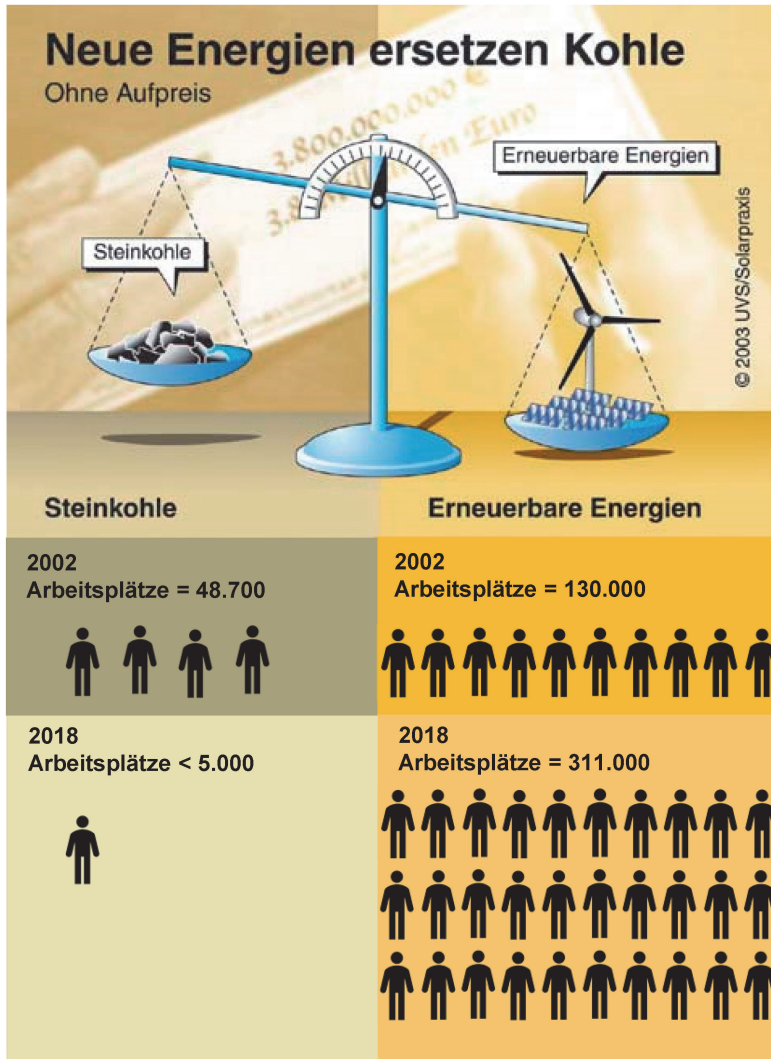 Neue Energien ersetzen Kohle
Ohne Aufpreis
3.800.000.000 €
Euro
Erneuerbare Energien
Steinkohle
© 2003 UVS/Solarpraxis
Steinkohle
Erneuerbare Energien
2002
Arbeitsplätze = 48.700
2002
Arbeitsplätze = 130.000
2018
Arbeitsplätze < 5.000
2018
Arbeitsplätze = 311.000